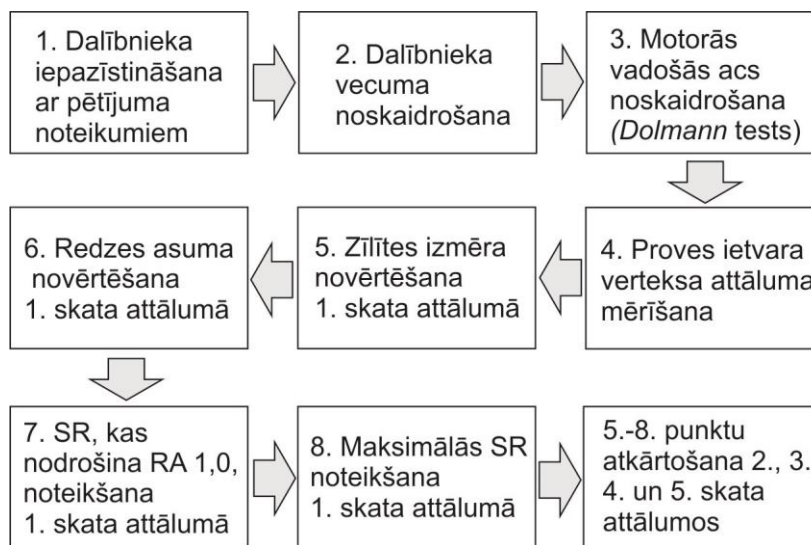 1. Dalībnieka
iepazīstināšana
ar pētījuma
noteikumiem
2. Dalībnieka
vecuma
noskaidrošana
3. Motorās
vadošās acs
noskaidrošana
(Dolmann tests)
4. Proves ietvara
verteksa attāluma
mērīšana
5. Zīlītes izmēra
novērtēšana
1. skata attālumā
6. Redzes asuma
novērtēšana
1. skata attālumā
7. SR, kas
nodrošina RA 1,0,
noteikšana
1. skata attālumā
8. Maksimālās SR
noteikšana
1. skata attālumā
5.-8. punktu
atkārtošana 2., 3.
4. un 5. skata
attālumos